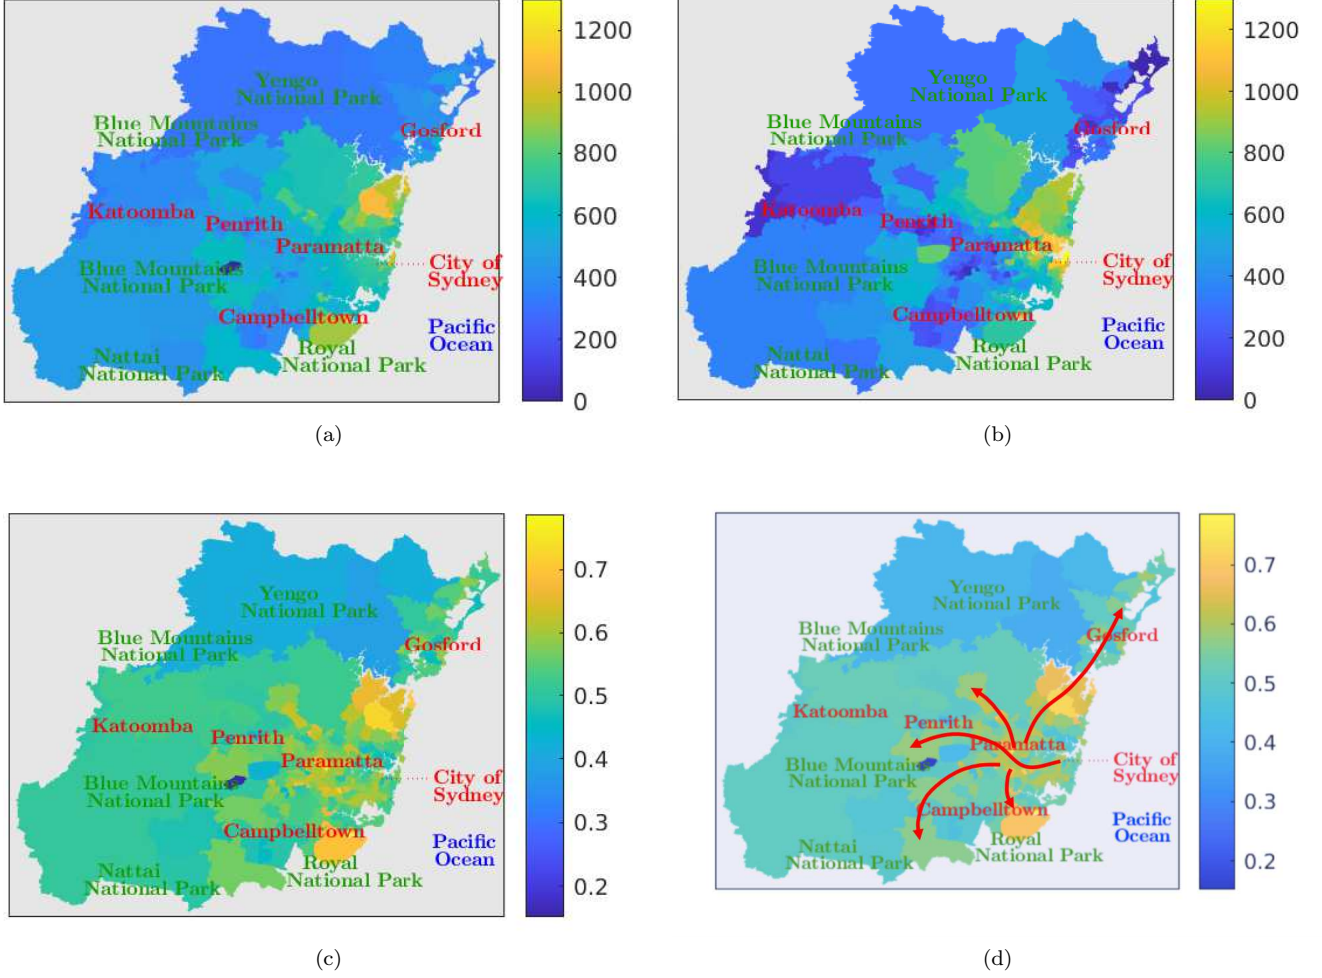 Yengo
National Park
Blue Mountains
National Park
Gosford
Katoomba
Penrith
Paramatta
Blue Mountains
National Park
City of
Sydney
Campbelltown
Pacific
Ocean
Royal
National Park
Nattai
National Park
1200
1000
800
600
400
200
0
(a)
Yengo
National Park
Blue Mountains
National Park
Gosford
Katoomba
Penrith
Paramatta
Blue Mountains
National Park
City of
Sydney
Campbelltown
Pacific
Ocean
Royal
National Park
Nattai
National Park
1200
1000
800
600
400
200
0
(b)
Yengo
National Park
Blue Mountains
National Park
Gosford
Katoomba
Penrith
Paramatta
Blue Mountains
National Park
City of
Sydney
Campbelltown
Pacific
Ocean
Royal
National Park
Nattai
National Park
0.7
0.6
0.5
0.4
0.3
0.2
(c)
Yengo
National Park
Blue Mountains
National Park
Gosford
Katoomba
Penrith
Paramatta
Blue Mountains
National Park
City of
Sydney
Campbelltown
Pacific
Ocean
Royal
National Park
Nattai
National Park
0.7
0.6
0.5
0.4
0.3
0.2
(d)